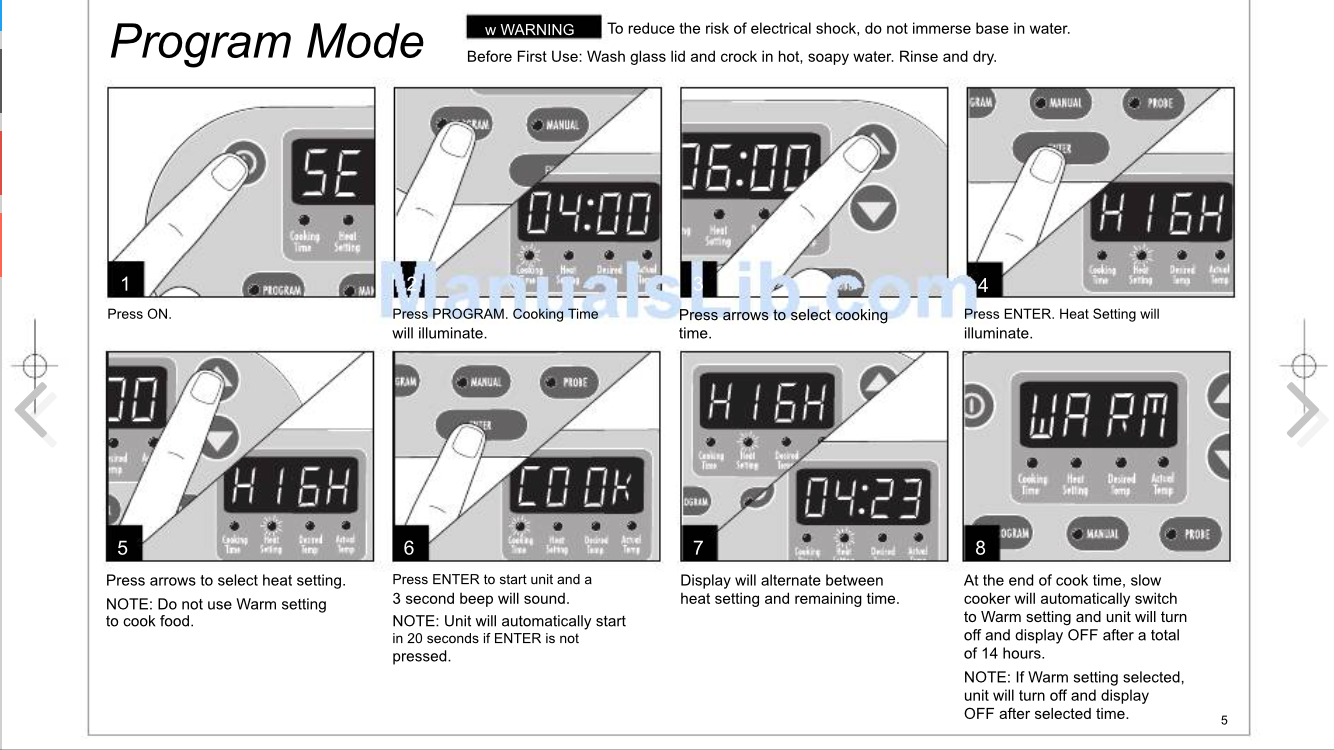 Program Mode
w WARNING To reduce the risk of electrical shock, do not immerse base in water.
Before First Use: Wash glass lid and crock in hot, soapy water. Rinse and dry.
SE
Cooking Time
Heat Setting
PROGRAM
MAN
1
Press ON.
OGRAM
MANUAL
04:00
Cooking Time
Heat Setting
Desired
Actual Temp
2
Press PROGRAM. Cooking Time
will illuminate.
06:00
Heat Setting
3
Press arrows to select cooking
time.
GRAM
MANUAL
PROBE
ENTER
HIGH
Cooking Time
Heat Setting
Desired Temp
Actual Temp
4
Press ENTER. Heat Setting will
illuminate.
ManualsLib.com
00
Desired Temp
HIGH
Cooking Time
Heat Setting
Desired Temp
Actual Temp
5
Press arrows to select heat setting.
NOTE: Do not use Warm setting
to cook food.
GRAM
MANUAL
PROBE
ENTER
COOK
Cooking Time
Heat Setting
Desired Temp
Actual Temp
6
Press ENTER to start unit and a
3 second beep will sound.
NOTE: Unit will automatically start
in 20 seconds if ENTER is not
pressed.
HIGH
Cooking Time
Heat Setting
Desired Temp
OGRAM
04:23
Cooking Time
Heat Setting
Desired Temp
Actual Temp
7
Display will alternate between
heat setting and remaining time.
WARM
Cooking Time
Heat Setting
Desired Temp
Actual Temp
OGRAM
MANUAL
PROBE
8
At the end of cook time, slow
cooker will automatically switch
to Warm setting and unit will turn
off and display OFF after a total
of 14 hours.
NOTE: If Warm setting selected,
unit will turn off and display
OFF after selected time.
5